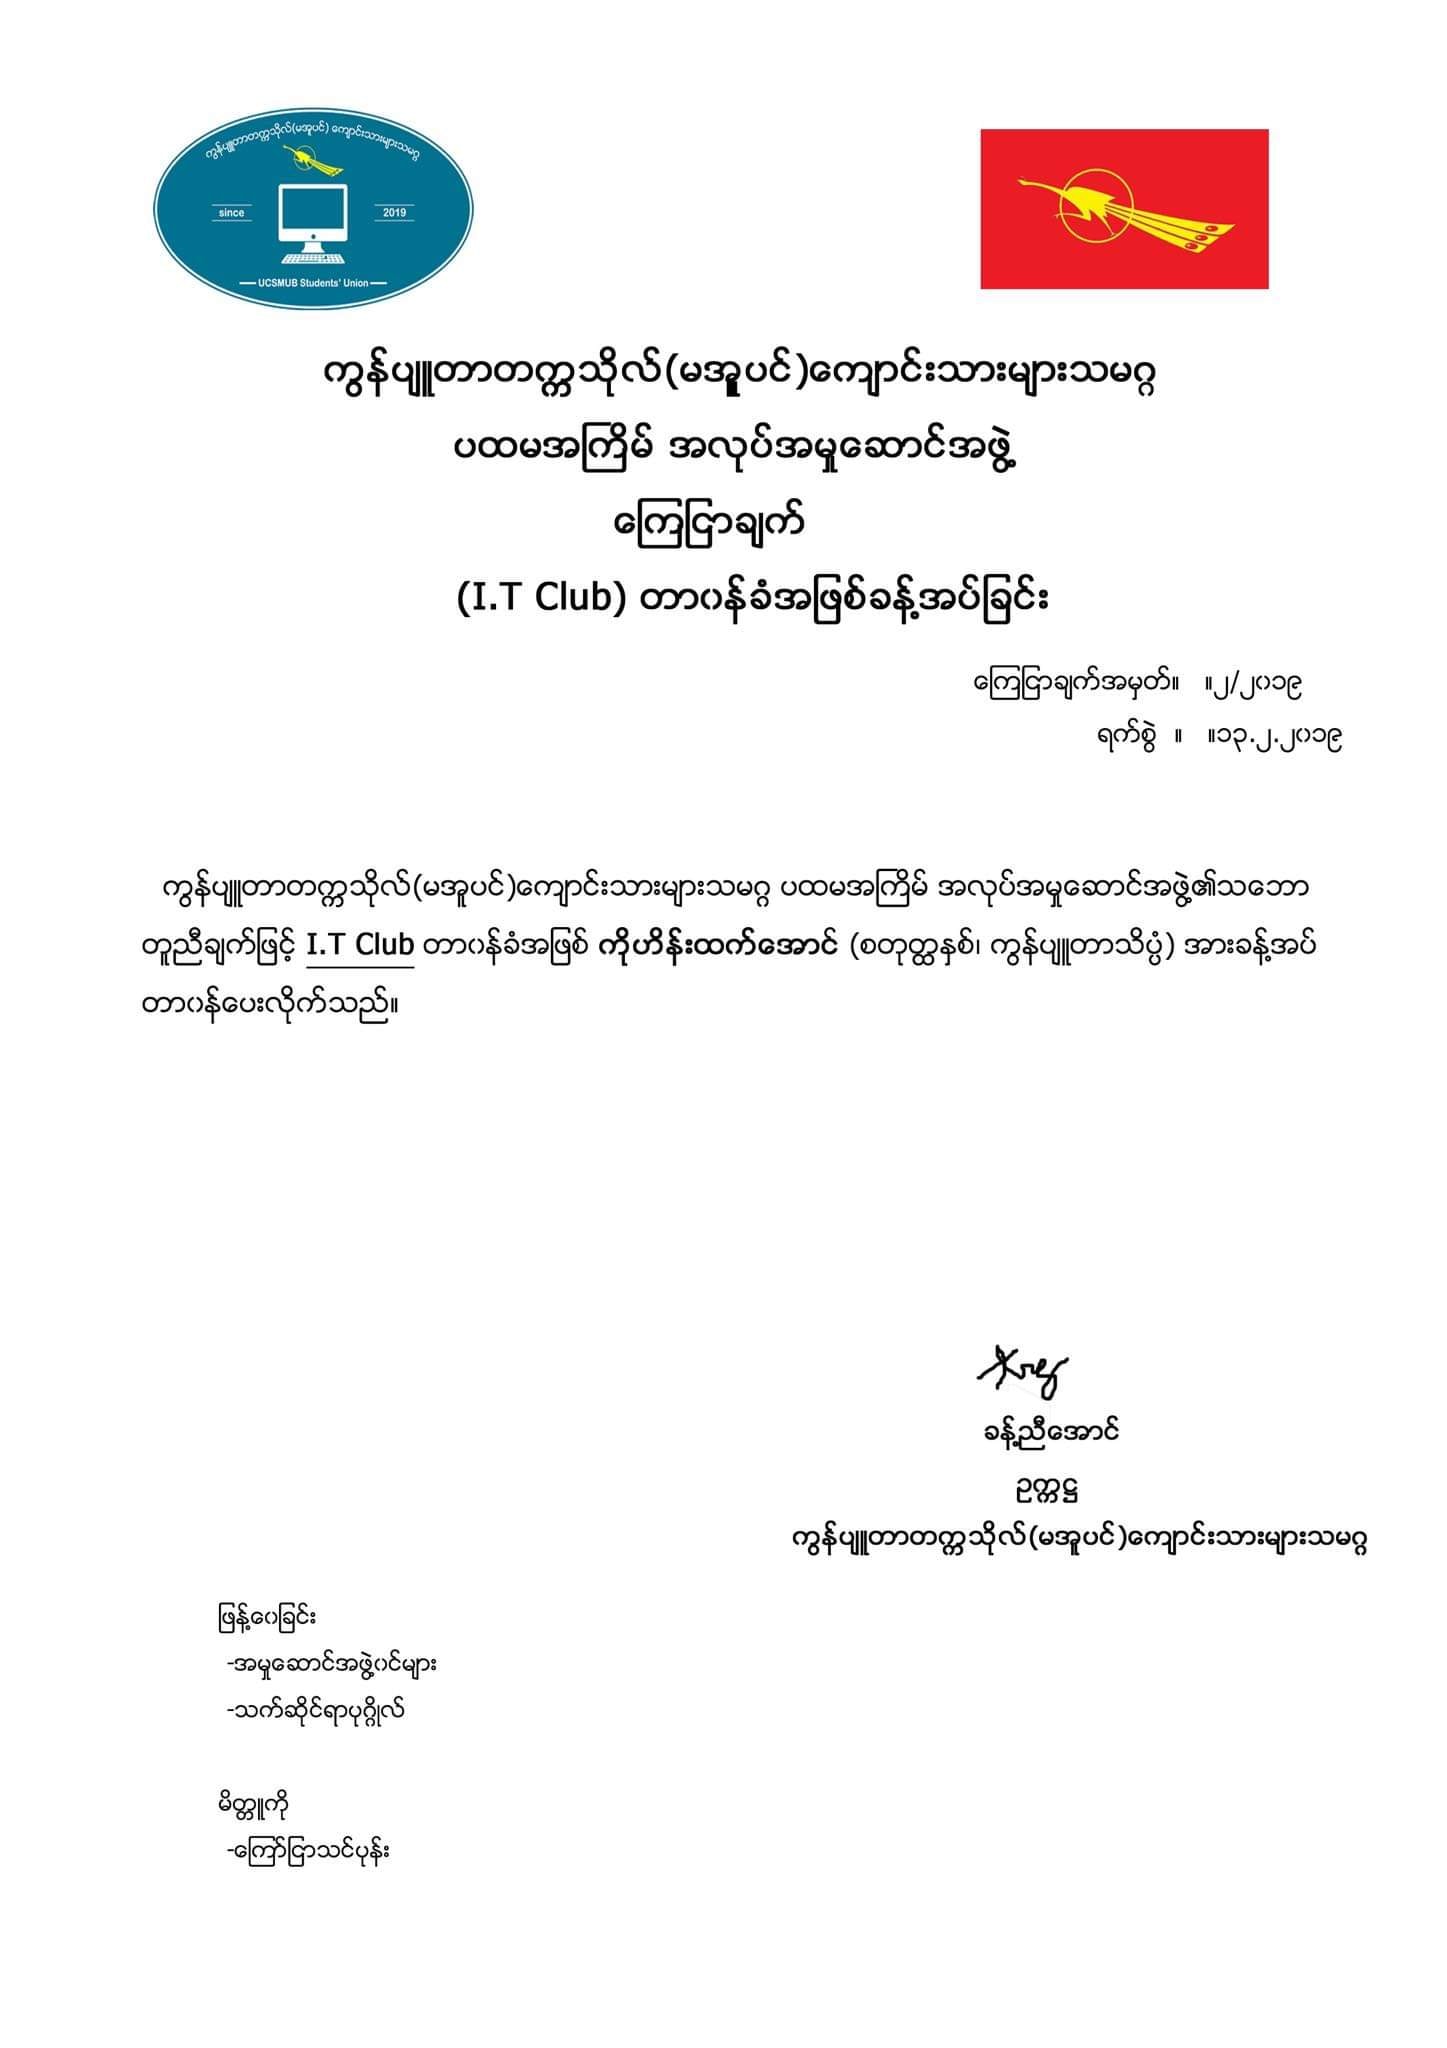 ကွန်ပျူတာတက္ကသိုလ်(မအူပင်) ကျောင်းသားများသမဂ္ဂ
since 2019
UCSMUB Students' Union
ကွန်ပျူတာတက္ကသိုလ်(မအူပင်)ကျောင်းသားများသမဂ္ဂ
ပထမအကြိမ် အလုပ်အမှုဆောင်အဖွဲ့
ကြေငြာချက်
(I.T Club) တာ၀န်ခံအဖြစ်ခန့်အပ်ခြင်း
ကြေငြာချက်အမှတ်။ ။၂/၂၀၁၉
ရက်စွဲ ။ ။၁၃.၂.၂၀၁၉
ကွန်ပျူတာတက္ကသိုလ်(မအူပင်)ကျောင်းသားများသမဂ္ဂ ပထမအကြိမ် အလုပ်အမှုဆောင်အဖွဲ့၏သဘော
တူညီချက်ဖြင့် I.T Club တာ၀န်ခံအဖြစ် ကိုဟိန်းထက်အောင် (စတုတ္ထနှစ်၊ ကွန်ပျူတာသိပ္ပံ) အားခန့်အပ်
တာ၀န်ပေးလိုက်သည်။
ခန့်ညီအောင်
ဥက္ကဋ္ဌ
ကွန်ပျူတာတက္ကသိုလ်(မအူပင်)ကျောင်းသားများသမဂ္ဂ
ဖြန့်ဝေခြင်း
-အမှုဆောင်အဖွဲ့၀င်များ
-သက်ဆိုင်ရာပုဂ္ဂိုလ်
မိတ္တူကို
-ကြော်ငြာသင်ပုန်း